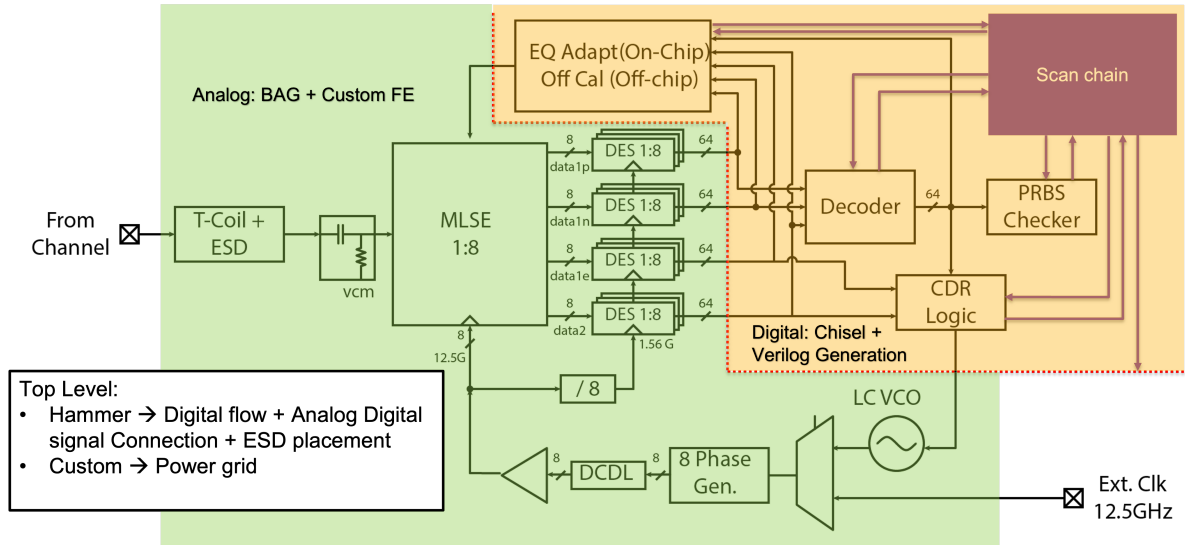 EQ Adapt(On-Chip)
Off Cal (Off-chip)
Scan chain
Analog: BAG + Custom FE
8
DES 1:8
64
data1p
8
DES 1:8
64
data1n
8
DES 1:8
64
data1e
8
DES 1:8
64
data2
MLSE
1:8
From
Channel
T-Coil +
ESD
vcm
Decoder
64
PRBS
Checker
CDR
Logic
8
12.5G
1.56 G
Digital: Chisel +
Verilog Generation
/ 8
Top Level:
• Hammer → Digital flow + Analog Digital
signal Connection + ESD placement
• Custom → Power grid
LC VCO
8
DCDL
8
8 Phase
Gen.
Ext. Clk
12.5GHz